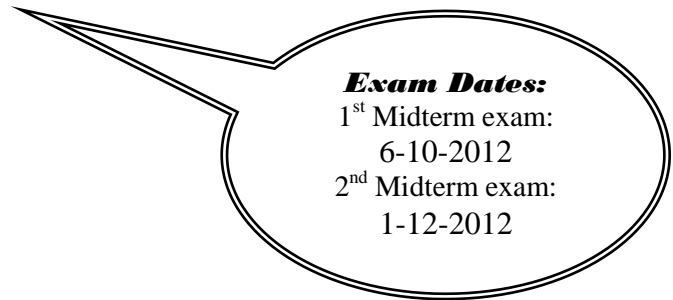 Exam Dates:
1st Midterm exam:
6-10-2012
2nd Midterm exam:
1-12-2012